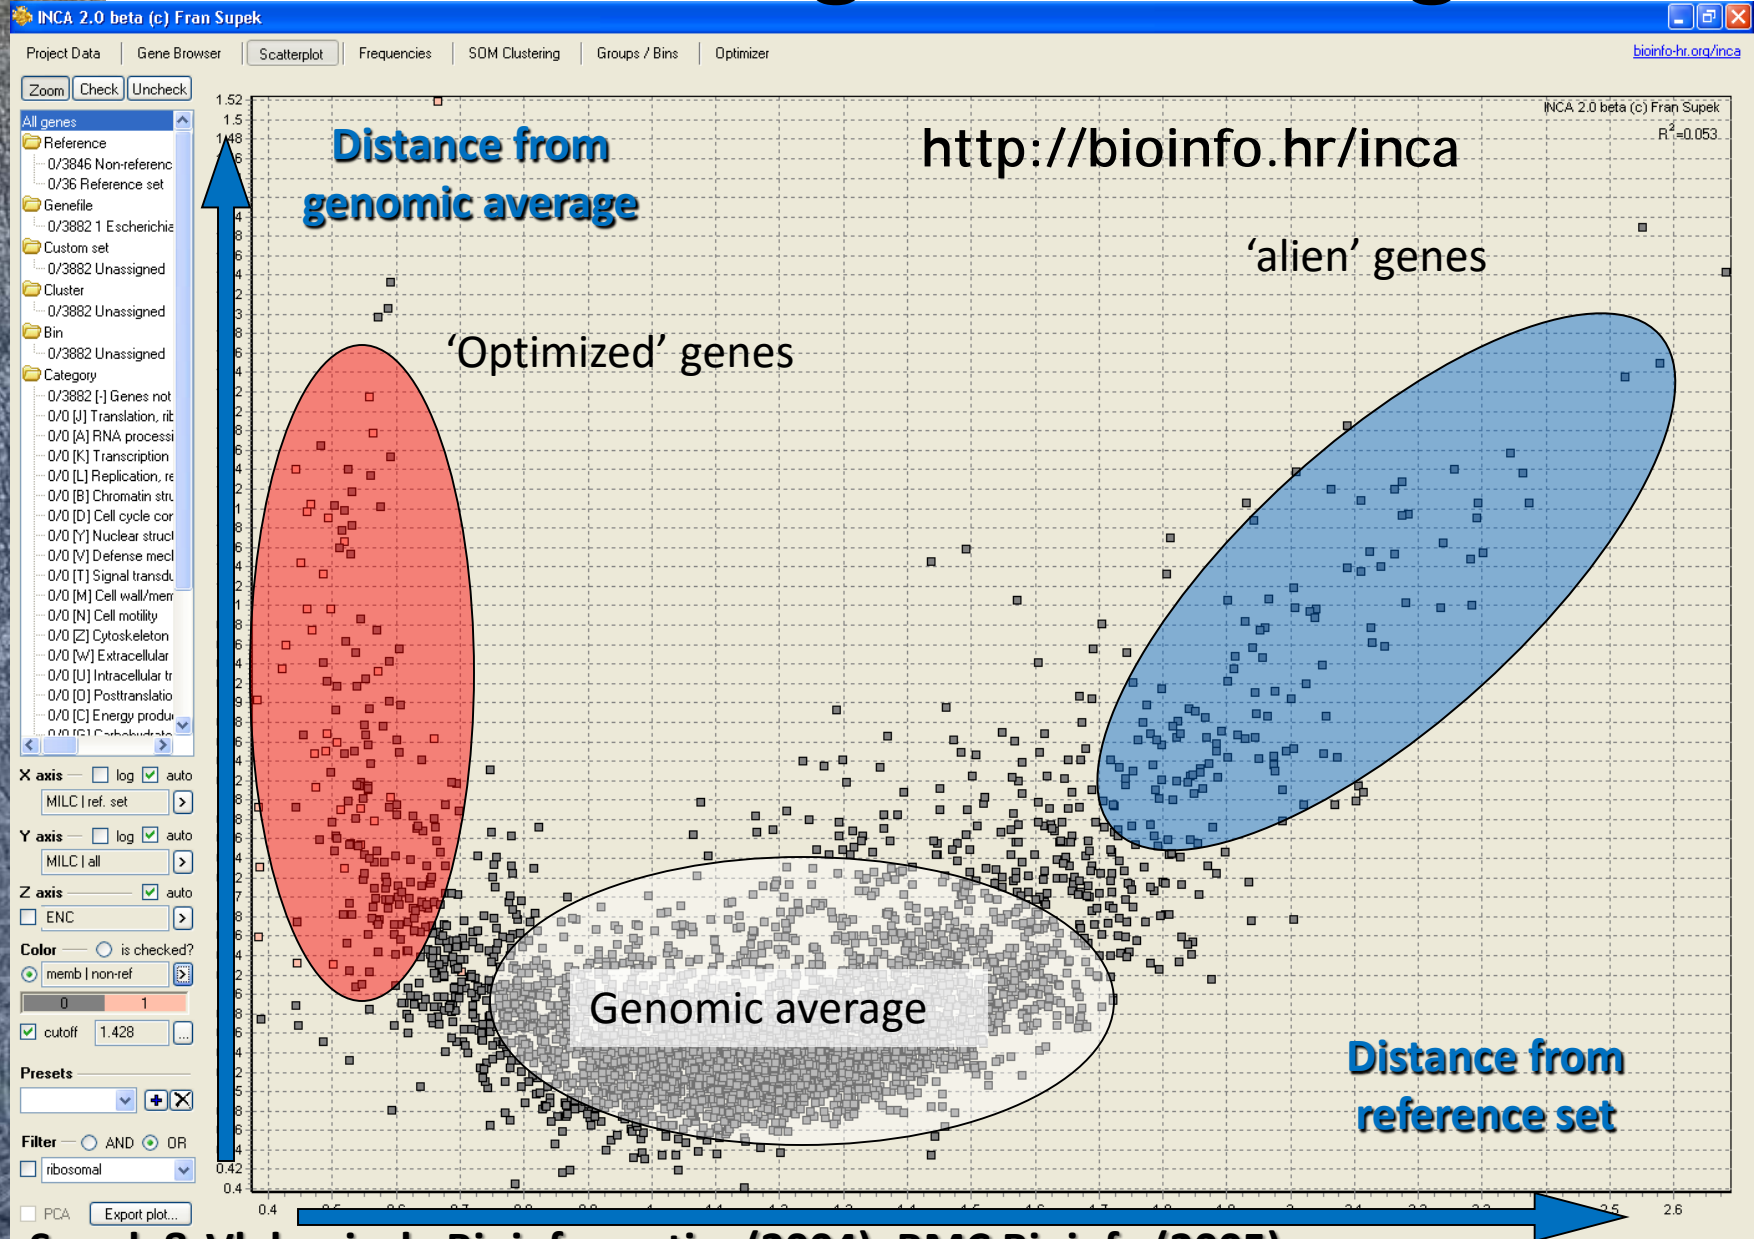 INCA 2.0 beta (c) Fran Supek
Project Data
Gene Browser
Scatterplot
Frequencies
SOM Clustering
Groups / Bins
Optimizer
bioinfo-hr.org/inca
Zoom
Check
Uncheck
All genes
Reference
0/3846 Non-referenc
0/36 Reference set
Genefile
0/3882 1 Escherichia
Custom set
0/3882 Unassigned
Cluster
0/3882 Unassigned
Bin
0/3882 Unassigned
Category
0/3882 [-] Genes not
0/0 [J] Translation, rib
0/0 [A] RNA processi
0/0 [K] Transcription
0/0 [L] Replication, re
0/0 [B] Chromatin stru
0/0 [D] Cell cycle cor
0/0 [Y] Nuclear struct
0/0 [V] Defense mecl
0/0 [T] Signal transdu
0/0 [M] Cell wall/mem
0/0 [N] Cell motility
0/0 [Z] Cytoskeleton
0/0 [W] Extracellular
0/0 [U] Intracellular tr
0/0 [O] Posttranslatio
0/0 [C] Energy produ
X axis
log
auto
MILC | ref. set
Y axis
log
auto
MILC | all
Z axis
auto
ENC
Color
is checked?
memb | non-ref
0 1
cutoff 1.428
...
Presets
Filter
AND
OR
ribosomal
PCA
Export plot...
1.52
1.5
INCA 2.0 beta (c) Fran Supek
R²=0.053
Distance from
genomic average
http://bioinfo.hr/inca
'alien' genes
'Optimized' genes
Genomic average
Distance from
reference set
0.42
0.4
0.4
2.6